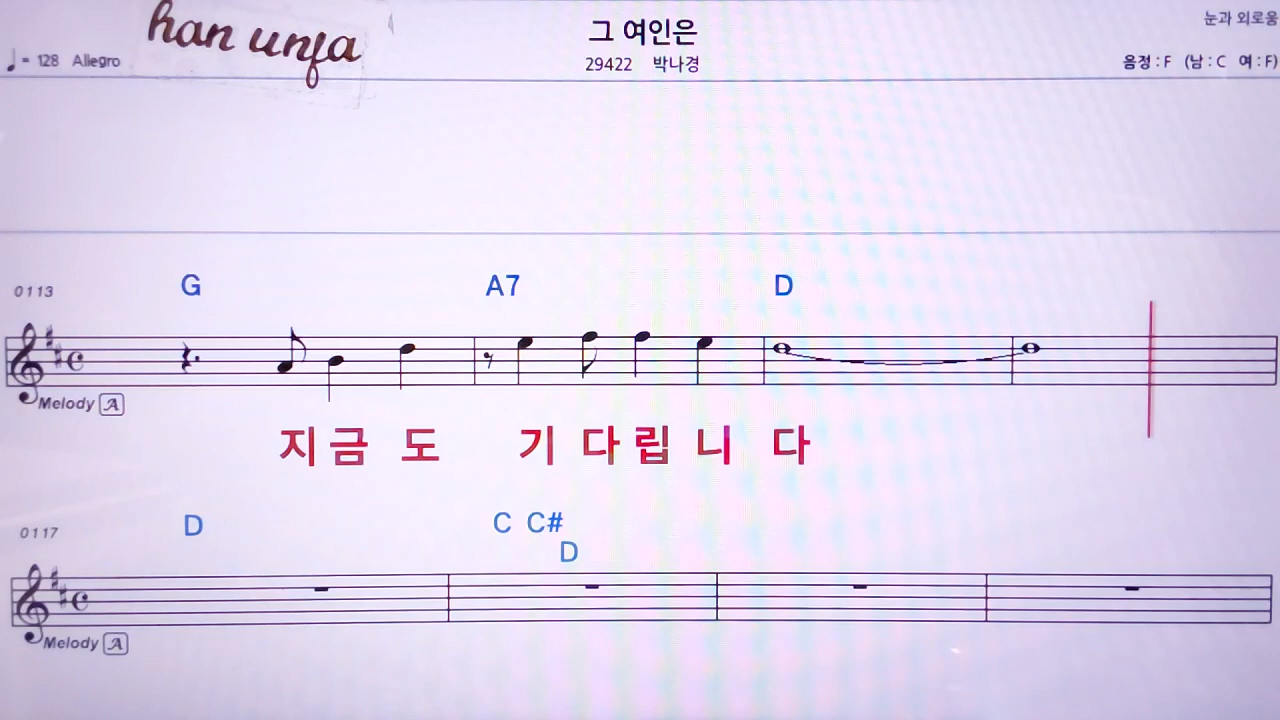 han unfa
그 여인은
눈과 외로움
♩= 128 Allegro
29422 박나경
음정 : F (남 : C 여 : F)
0113
G A7 D
Melody A
지금도 기다립니다
0117
D C C#
D
Melody A